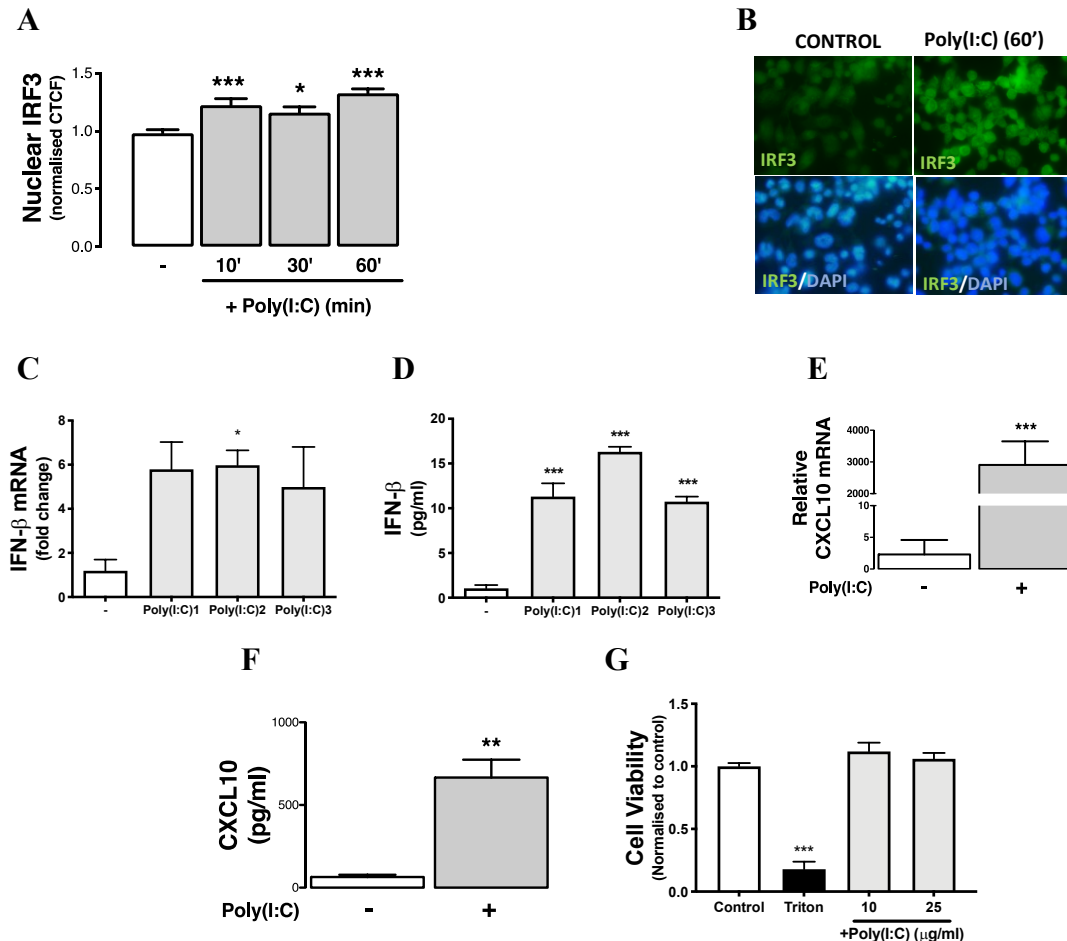 A
Nuclear IRF3
(normalised CTCF)
1.5
1.0
0.5
0.0
***
*
***
-
10'
30'
60'
+ Poly(I:C) (min)
B
CONTROL
Poly(I:C) (60’)
IRF3
IRF3
IRF3/DAPI
IRF3/DAPI
C
IFN-β mRNA
(fold change)
8
6
4
2
0
*
-
Poly(I:C)1
Poly(I:C)2
Poly(I:C)3
D
IFN-β
(pg/ml)
20
15
10
5
0
***
***
***
-
Poly(I:C)1
Poly(I:C)2
Poly(I:C)3
E
Relative
CXCL10 mRNA
4000
3000
2000
5
0
***
Poly(I:C)
-
+
F
CXCL10
(pg/ml)
1000
500
0
**
Poly(I:C)
-
+
G
Cell Viability
(Normalised to control)
1.5
1.0
0.5
0.0
***
Control
Triton
10
25
+Poly(I:C) (μg/ml)